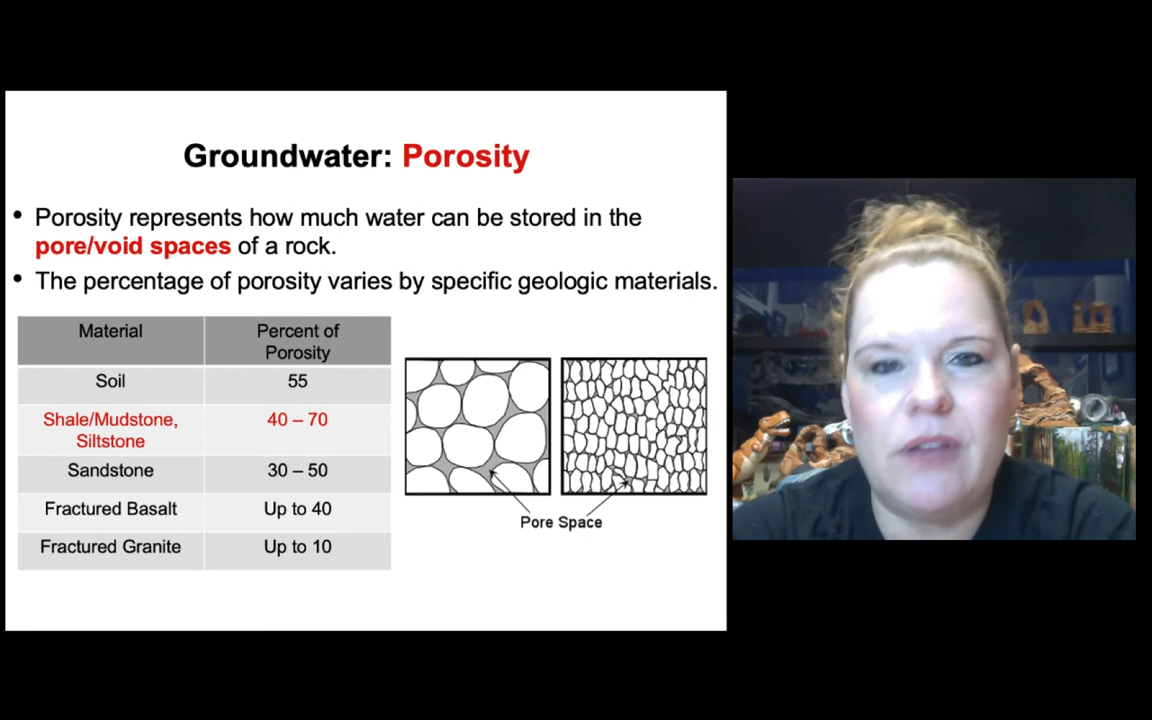 Groundwater: Porosity
• Porosity represents how much water can be stored in the
pore/void spaces of a rock.
• The percentage of porosity varies by specific geologic materials.
Material
Percent of
Porosity
Soil
55
Shale/Mudstone,
Siltstone
40 – 70
Sandstone
30 – 50
Fractured Basalt
Up to 40
Fractured Granite
Up to 10
Pore Space